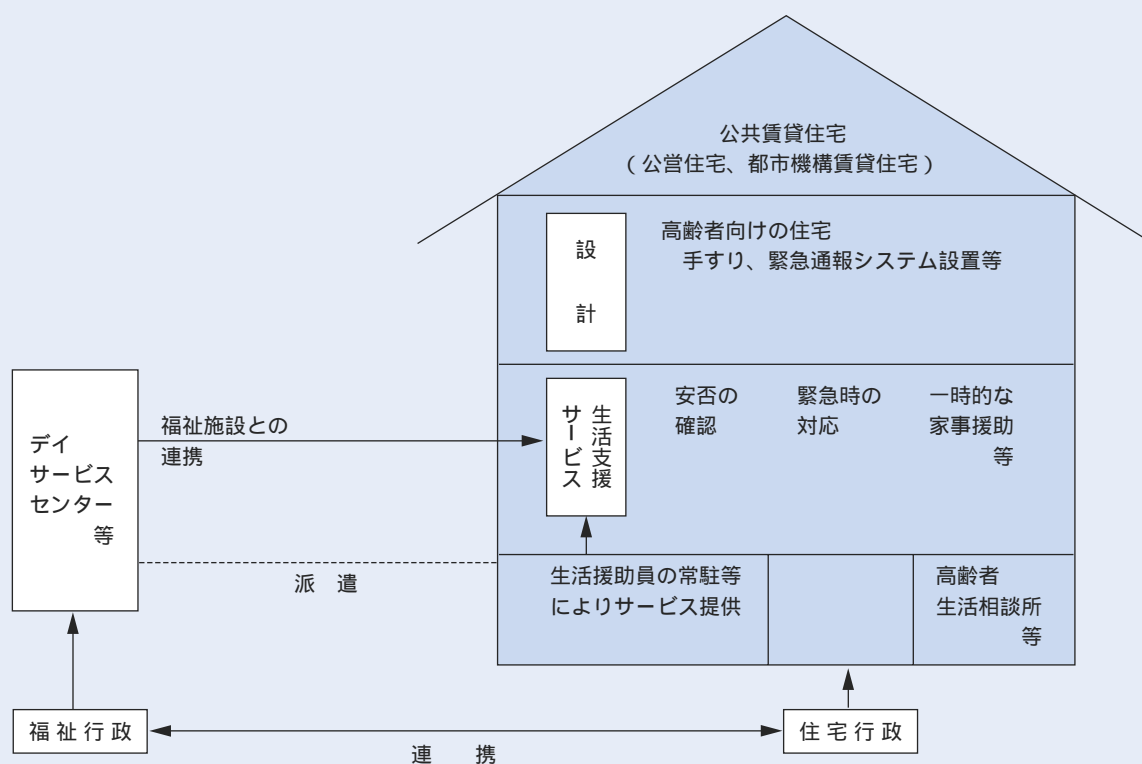 公共賃貸住宅
（公営住宅、都市機構賃貸住宅）
設計
高齢者向けの住宅
手すり、緊急通報システム設置等
生活支援
サービス
安否の
確認
緊急時の
対応
一時的な
家事援助
等
デイ
サービス
センター
等
福祉施設との
連携
派遣
生活援助員の常駐等
によりサービス提供
高齢者
生活相談所
等
福祉行政
住宅行政
連携